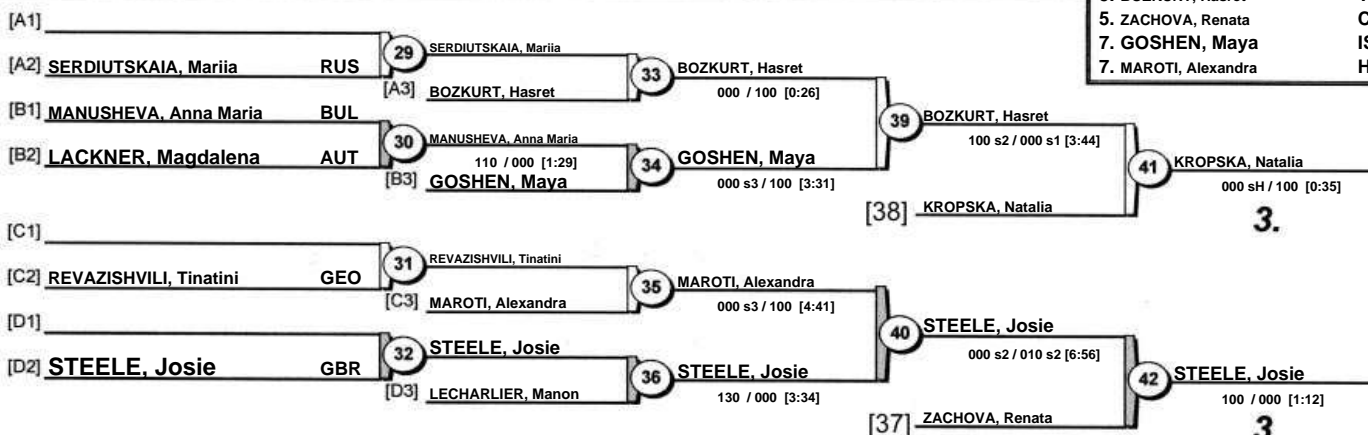 [A1]
[A2] SERDIUTSKAIA, Mariia RUS
29
SERDIUTSKAIA, Mariia
[A3] BOZKURT, Hasret
33
BOZKURT, Hasret
000 / 100 [0:26]
[B1] MANUSHEVA, Anna Maria BUL
[B2] LACKNER, Magdalena AUT
30
MANUSHEVA, Anna Maria
110 / 000 [1:29]
[B3] GOSHEN, Maya
34
GOSHEN, Maya
000 s3 / 100 [3:31]
39
BOZKURT, Hasret
100 s2 / 000 s1 [3:44]
[38] KROPSKA, Natalia
41
KROPSKA, Natalia
000 sH / 100 [0:35]
3.
[C1]
[C2] REVAZISHVILI, Tinatini GEO
31
REVAZISHVILI, Tinatini
[C3] MAROTI, Alexandra
35
MAROTI, Alexandra
000 s3 / 100 [4:41]
[D1]
[D2] STEELE, Josie GBR
32
STEELE, Josie
[D3] LECHARLIER, Manon
36
STEELE, Josie
130 / 000 [3:34]
40
STEELE, Josie
000 s2 / 010 s2 [6:56]
[37] ZACHOVA, Renata
42
STEELE, Josie
100 / 000 [1:12]
3
5. ZACHOVA, Renata
7. GOSHEN, Maya IS
7. MAROTI, Alexandra H